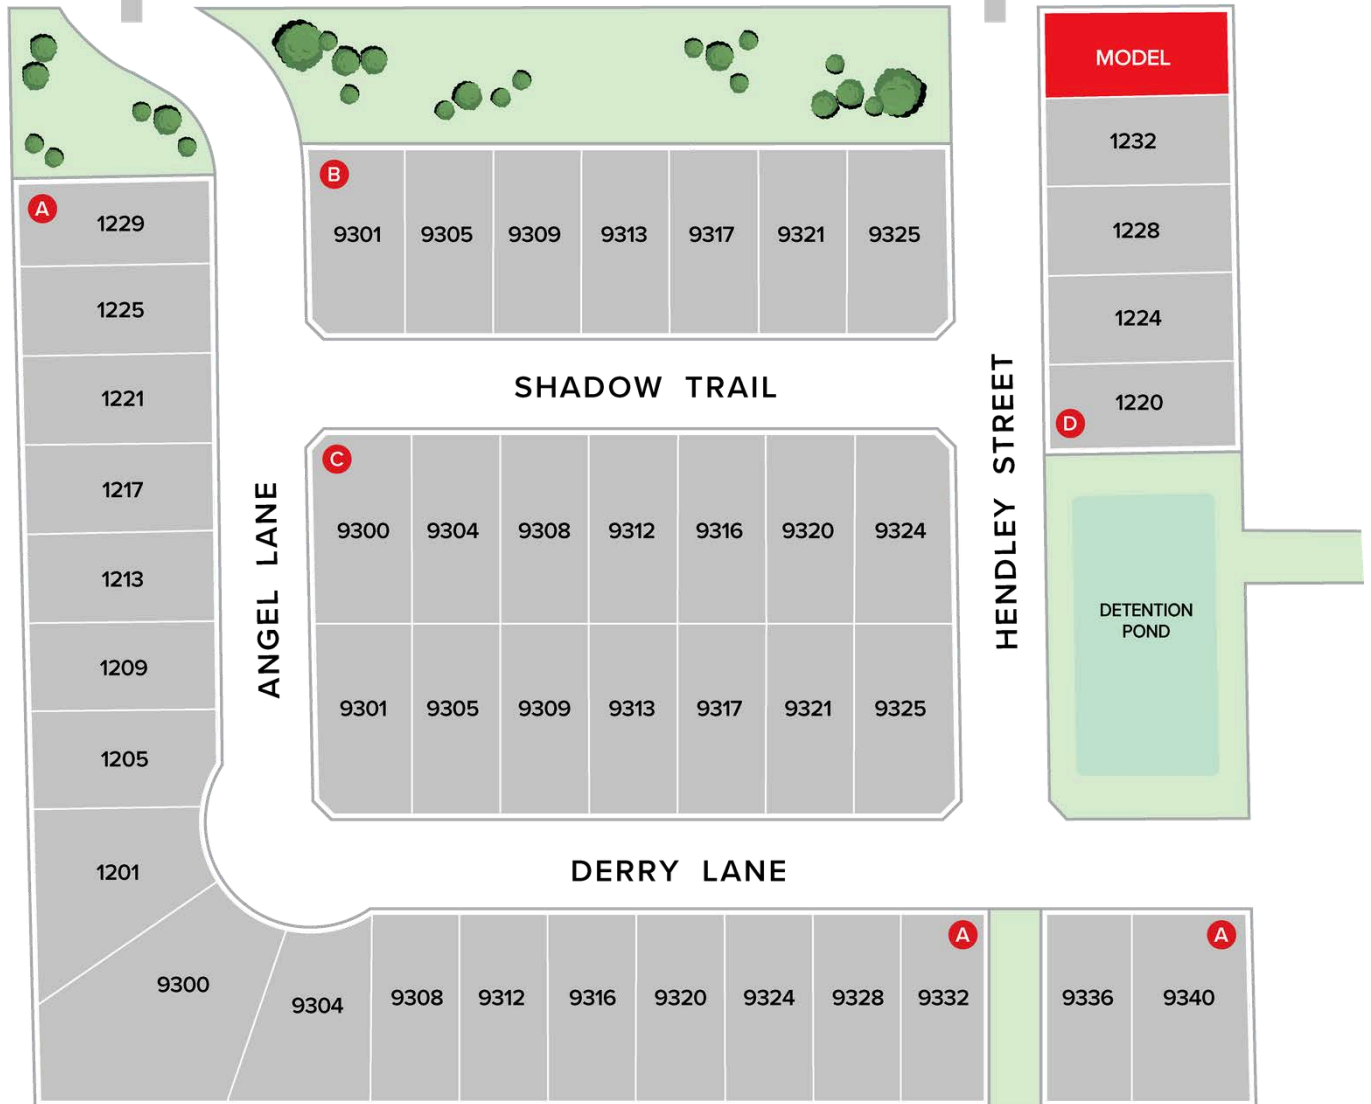 MODEL
1232
1228
1224
1220
D
A
1229
1225
1221
1217
1213
1209
1205
1201
B
9301 9305 9309 9313 9317 9321 9325
SHADOW TRAIL
ANGEL LANE
HENDLEY STREET
C
9300 9304 9308 9312 9316 9320 9324
9301 9305 9309 9313 9317 9321 9325
DETENTION
POND
DERRY LANE
A
A
9300 9304 9308 9312 9316 9320 9324 9328 9332 9336 9340